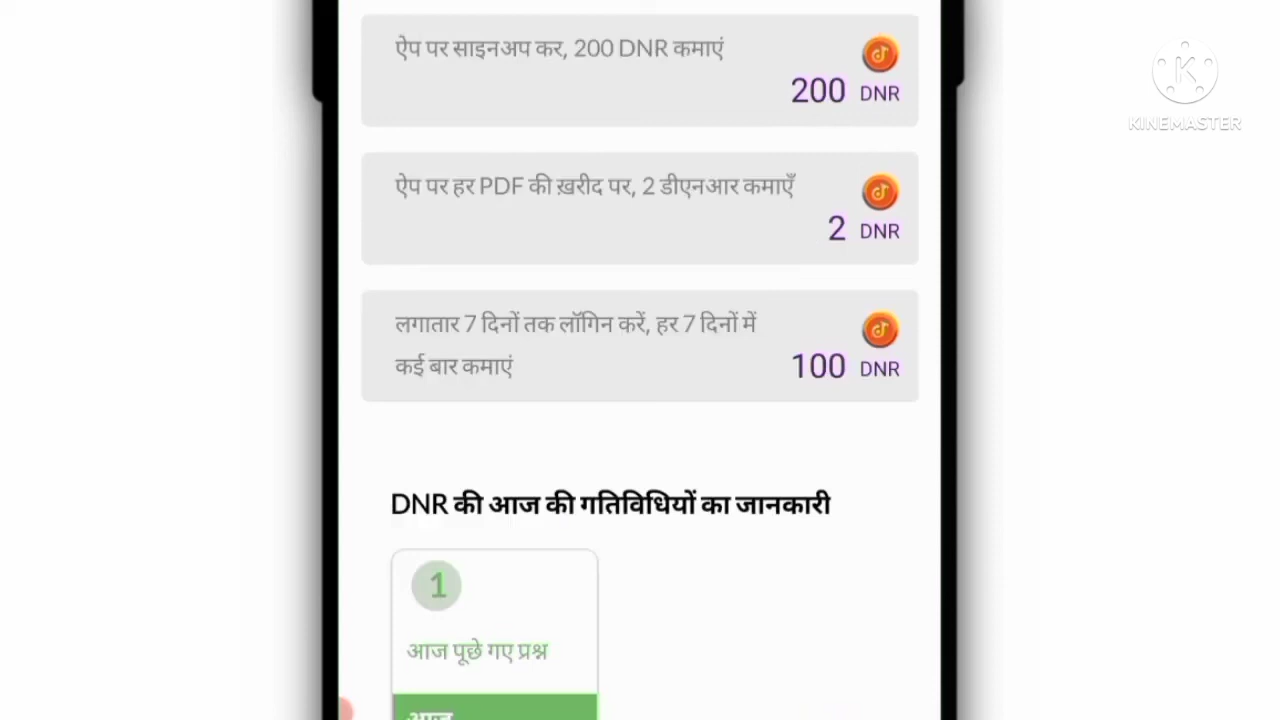 ऐप पर साइनअप कर, 200 DNR कमाएं
200 DNR
ऐप पर हर PDF की ख़रीद पर, 2 डीएनआर कमाएँ
2 DNR
लगातार 7 दिनों तक लॉगिन करें, हर 7 दिनों में
कई बार कमाएं
100 DNR
DNR की आज की गतिविधियों का जानकारी
1
आज पूछे गए प्रश्न
आज
K
KINEMASTER